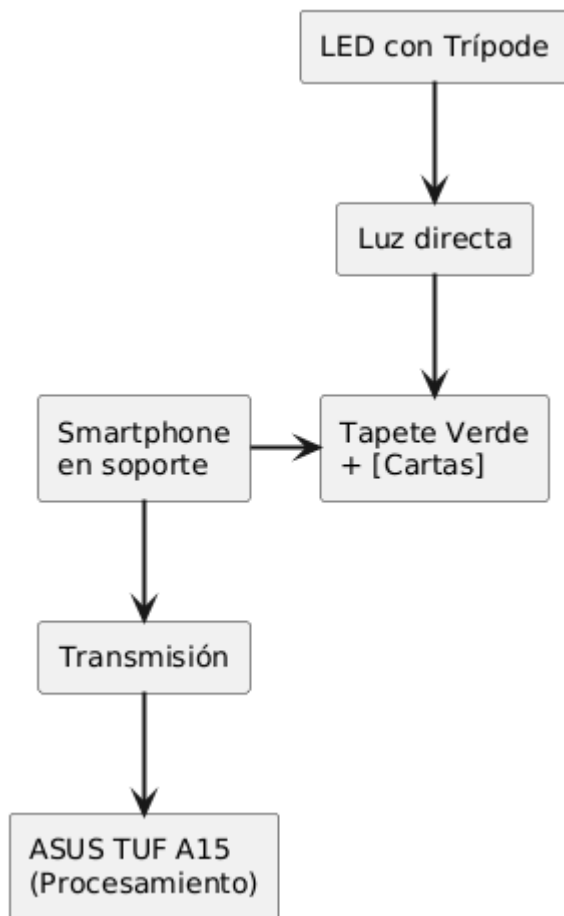 LED con Trípode
Luz directa
Smartphone
en soporte
Tapete Verde
+ [Cartas]
Transmisión
ASUS TUF A15
(Procesamiento)